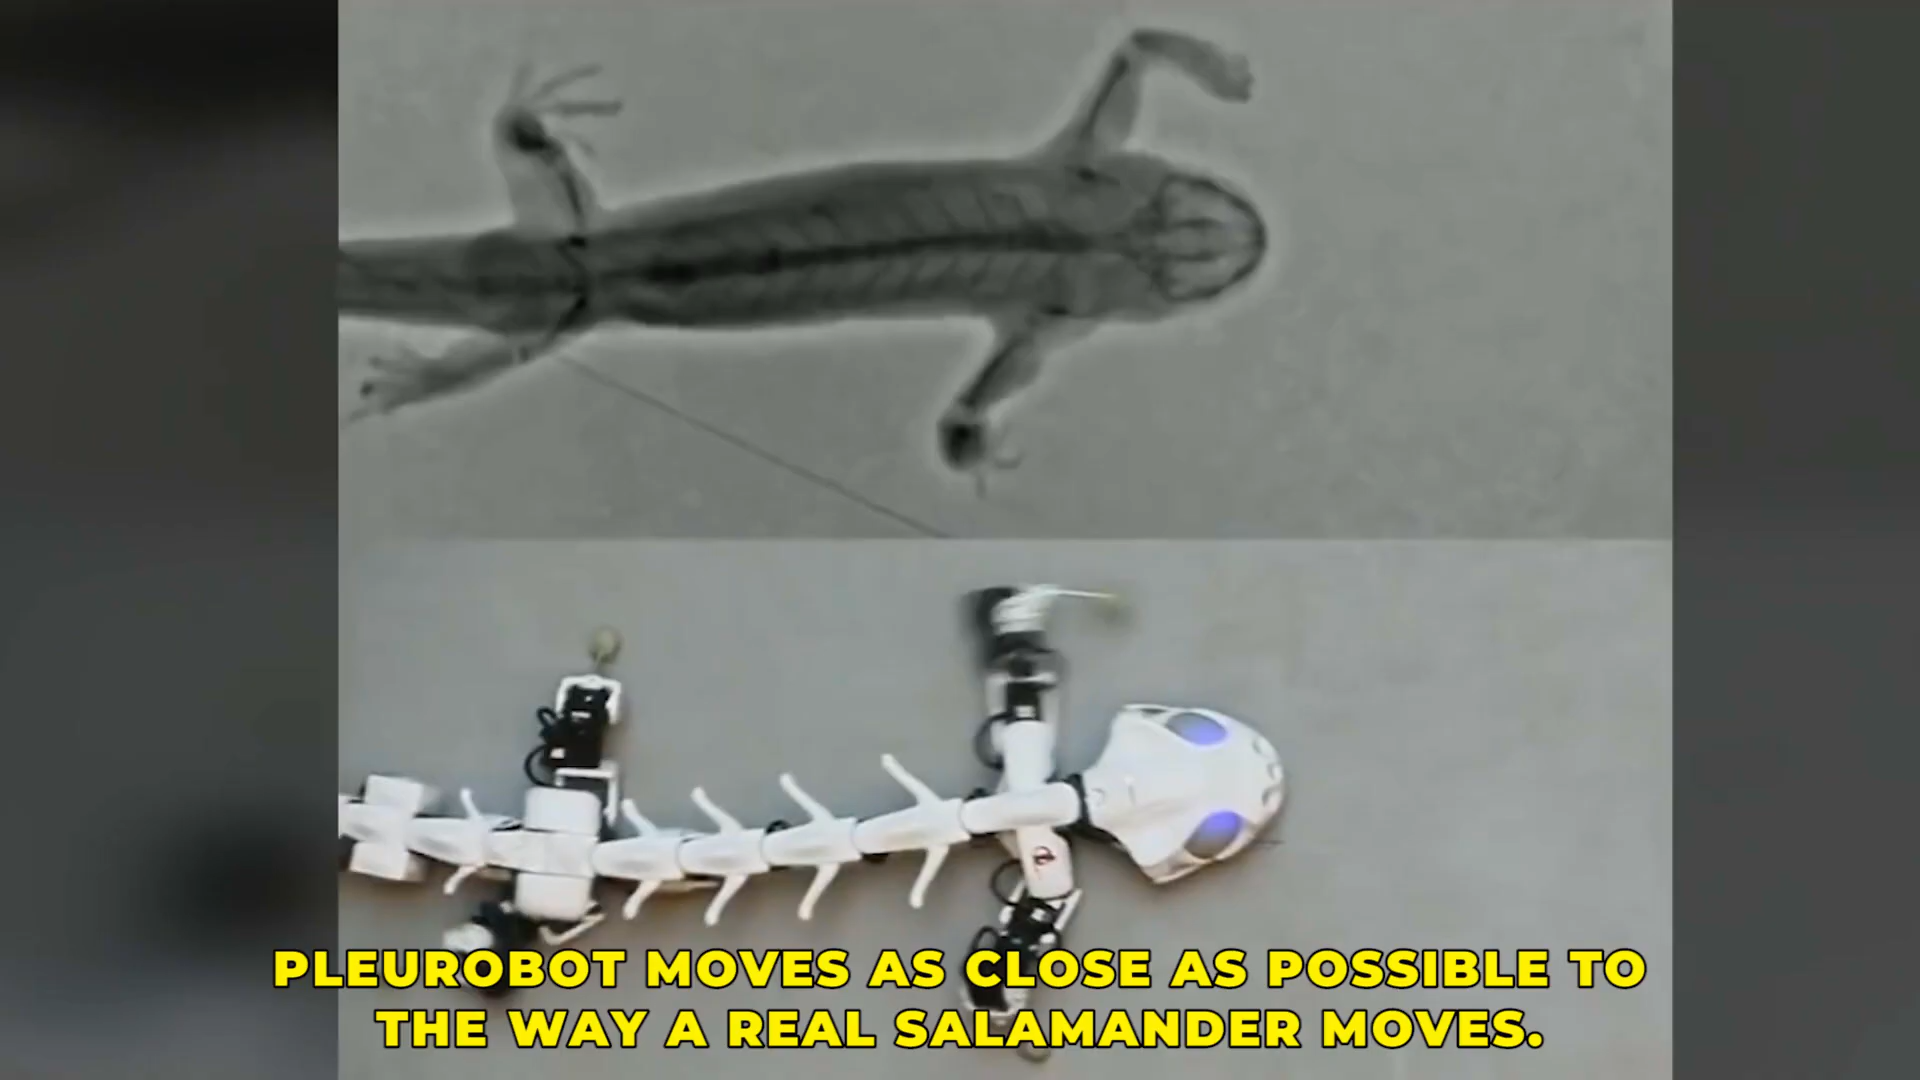 PLEUROBOT MOVES AS CLOSE AS POSSIBLE TO
THE WAY A REAL SALAMANDER MOVES.